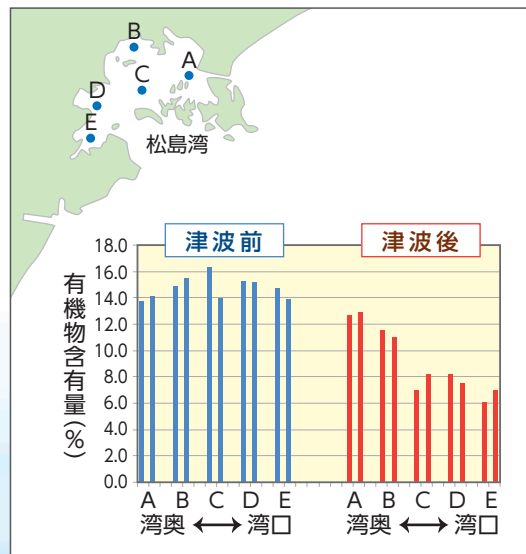 B
A
C
D
E
松島湾
津波前
津波後
有機物含有量(%)
18.0
16.0
14.0
12.0
10.0
8.0
6.0
4.0
2.0
0.0
A B C D E A B C D E
湾奥 ⟷ 湾口 湾奥 ⟷ 湾口